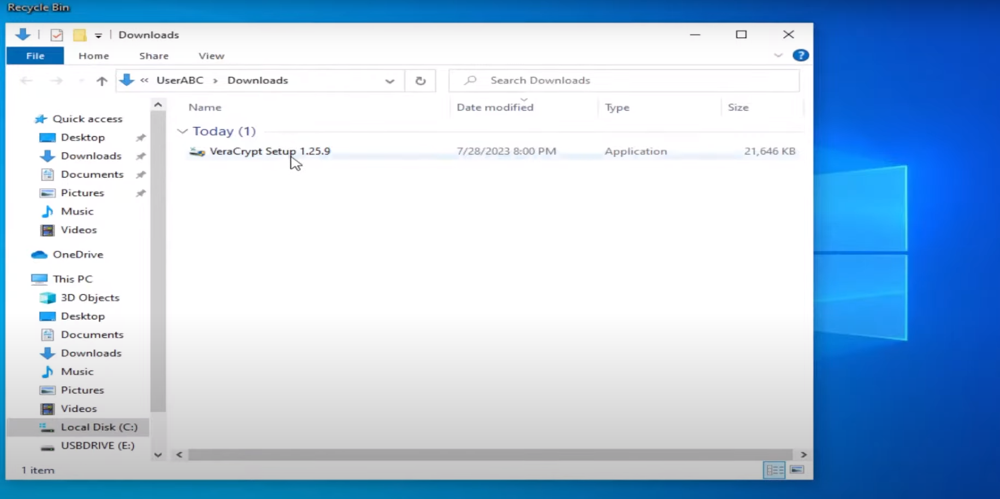 Recycle Bin
Downloads
File Home Share View ?
« UserABC › Downloads
Search Downloads
Name Date modified Type Size
Today (1)
VeraCrypt Setup 1.25.9 7/28/2023 8:00 PM Application 21,646 KB
Quick access
Desktop
Downloads
Documents
Pictures
Music
Videos
OneDrive
This PC
3D Objects
Desktop
Documents
Downloads
Music
Pictures
Videos
Local Disk (C:)
USBDRIVE (E:)
1 item